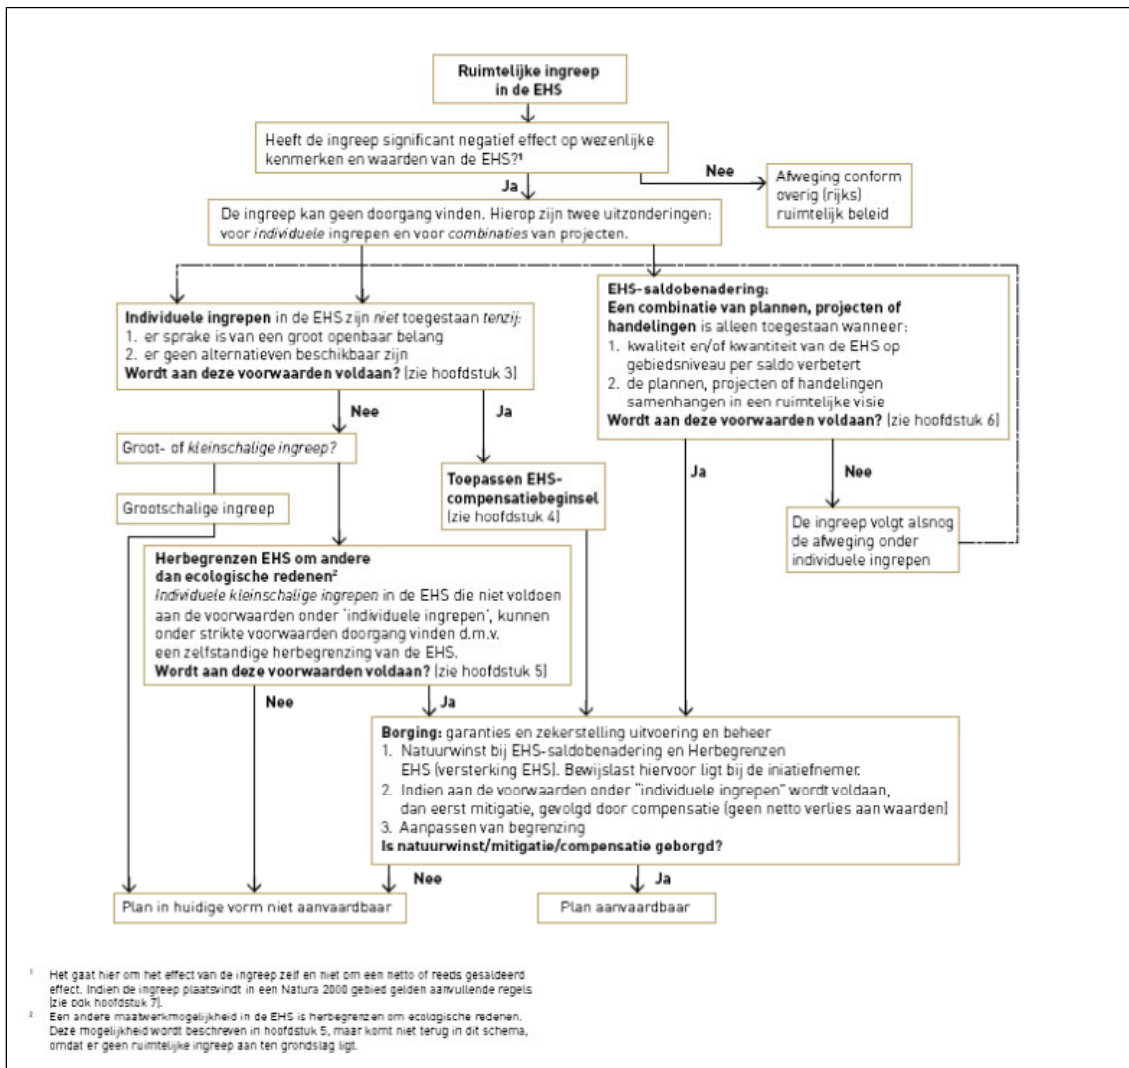 Ruimtelijke ingreep
in de EHS
Heeft de ingreep significant negatief effect op wezenlijke
kenmerken en waarden van de EHS?¹
Nee
Ja
Afweging conform
overig (rijks)
ruimtelijk beleid
De ingreep kan geen doorgang vinden. Hierop zijn twee uitzonderingen:
voor individuele ingrepen en voor combinaties van projecten.
Individuele ingrepen in de EHS zijn niet toegestaan tenzij:
1. er sprake is van een groot openbaar belang
2. er geen alternatieven beschikbaar zijn
Wordt aan deze voorwaarden voldaan? (zie hoofdstuk 3)
EHS-saldobenadering:
Een combinatie van plannen, projecten of
handelingen is alleen toegestaan wanneer:
1. kwaliteit en/of kwantiteit van de EHS op
gebiedsniveau per saldo verbetert
2. de plannen, projecten of handelingen
samenhangen in een ruimtelijke visie
Wordt aan deze voorwaarden voldaan? (zie hoofdstuk 6)
Nee
Ja
Groot- of kleinschalige ingreep?
Grootschalige ingreep
Toepassen EHS-
compensatiebeginsel
(zie hoofdstuk 4)
Ja
Nee
De ingreep volgt alsnog
de afweging onder
individuele ingrepen
Herbegrenzen EHS om andere
dan ecologische redenen²
Individuele kleinschalige ingrepen in de EHS die niet voldoen
aan de voorwaarden onder 'individuele ingrepen', kunnen
onder strikte voorwaarden doorgang vinden d.m.v.
een zelfstandige herbegrenzing van de EHS.
Wordt aan deze voorwaarden voldaan? (zie hoofdstuk 5)
Nee
Ja
Borging: garanties en zekerstelling uitvoering en beheer
1. Natuurwinst bij EHS-saldobenadering en Herbegrenzen
EHS (versterking EHS). Bewijslast hiervoor ligt bij de iniatiefnemer.
2. Indien aan de voorwaarden onder "individuele ingrepen" wordt voldaan,
dan eerst mitigatie, gevolgd door compensatie (geen netto verlies aan waarden)
3. Aanpassen van begrenzing
Is natuurwinst/mitigatie/compensatie geborgd?
Nee
Ja
Plan in huidige vorm niet aanvaardbaar
Plan aanvaardbaar
¹ Het gaat hier om het effect van de ingreep zelf en niet om een netto of reeds gesaldeerd
effect. Indien de ingreep plaatsvindt in een Natura 2000 gebied gelden aanvullende regels
(zie ook hoofdstuk 7).
² Een andere maatwerkmogelijkheid in de EHS is herbegrenzen om ecologische redenen.
Deze mogelijkheid wordt beschreven in hoofdstuk 5, maar komt niet terug in dit schema,
omdat er geen ruimtelijke ingreep aan ten grondslag ligt.